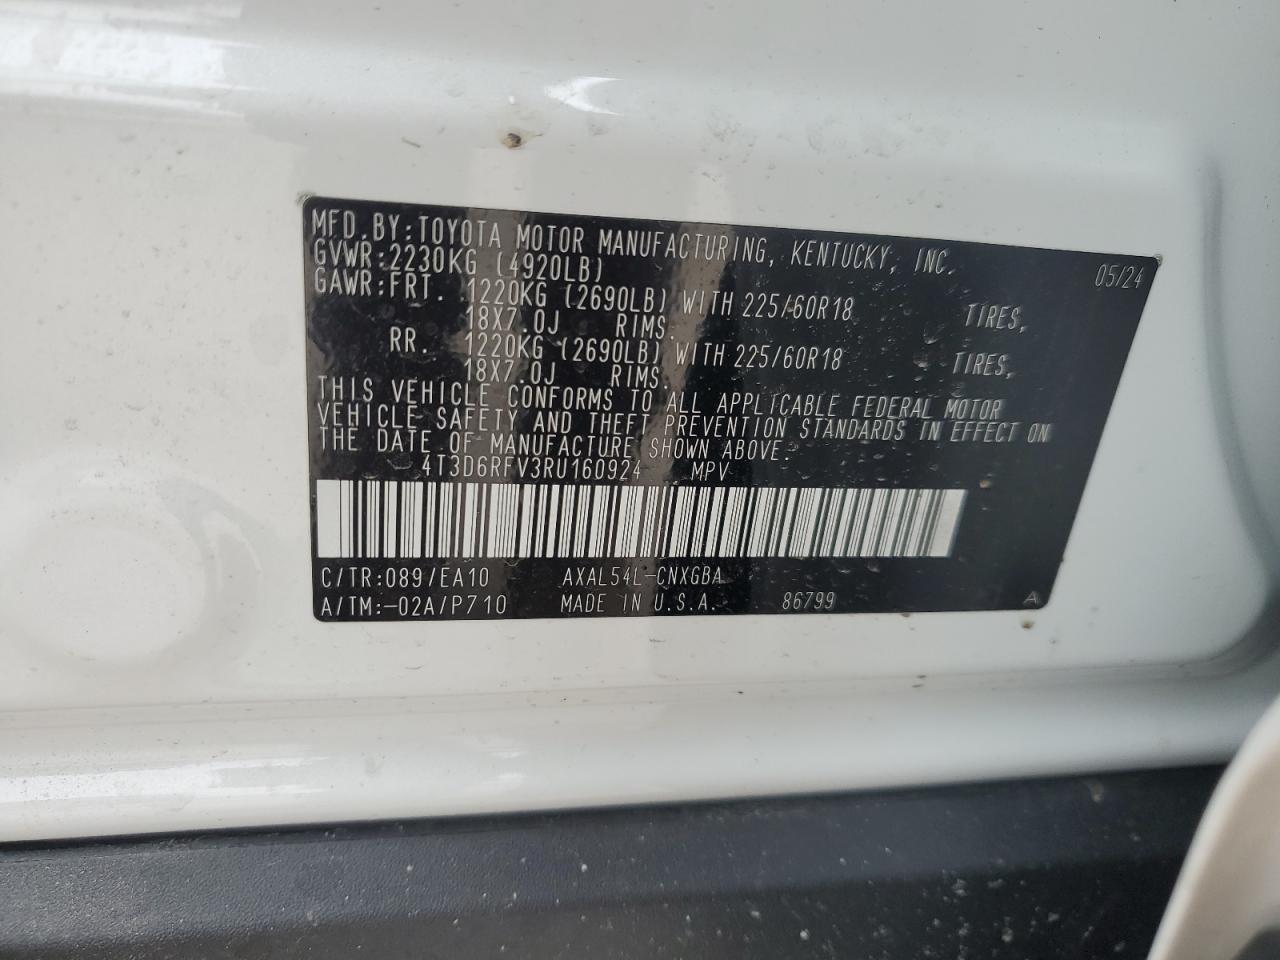 MFD.BY:TOYOTA MOTOR MANUFACTURING, KENTUCKY, INC. 05/24
GVWR:2230KG (4920LB)
GAWR:FRT. 1220KG (2690LB) WITH 225/60R18 TIRES,
18X7.0J RIMS.
RR. 1220KG (2690LB) WITH 225/60R18 TIRES,
18X7.0J RIMS.
THIS VEHICLE CONFORMS TO ALL APPLICABLE FEDERAL MOTOR
VEHICLE SAFETY AND THEFT PREVENTION STANDARDS IN EFFECT ON
THE DATE OF MANUFACTURE SHOWN ABOVE.
4T3D6RFV3RU160924 MPV
C/TR:089/EA10 AXAL54L-CNXGBA
A/TM:-02A/P710 MADE IN U.S.A. 86799 A